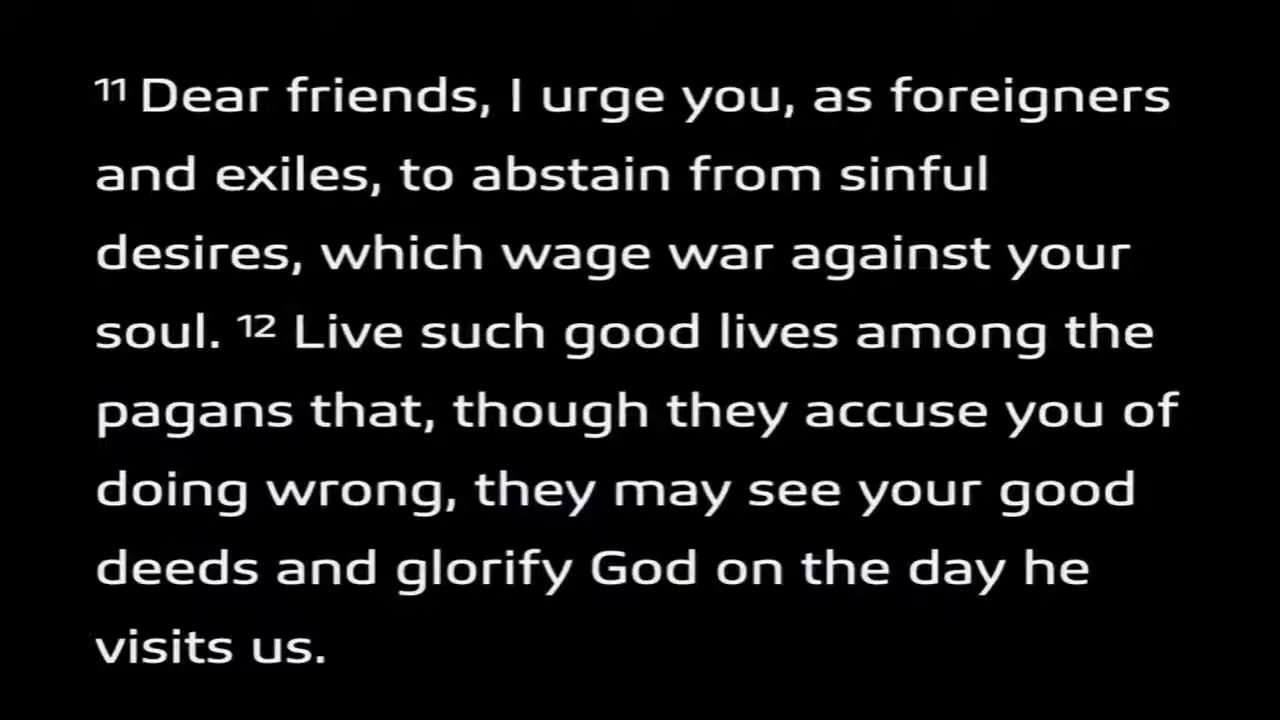 ¹¹ Dear friends, I urge you, as foreigners
and exiles, to abstain from sinful
desires, which wage war against your
soul. ¹² Live such good lives among the
pagans that, though they accuse you of
doing wrong, they may see your good
deeds and glorify God on the day he
visits us.